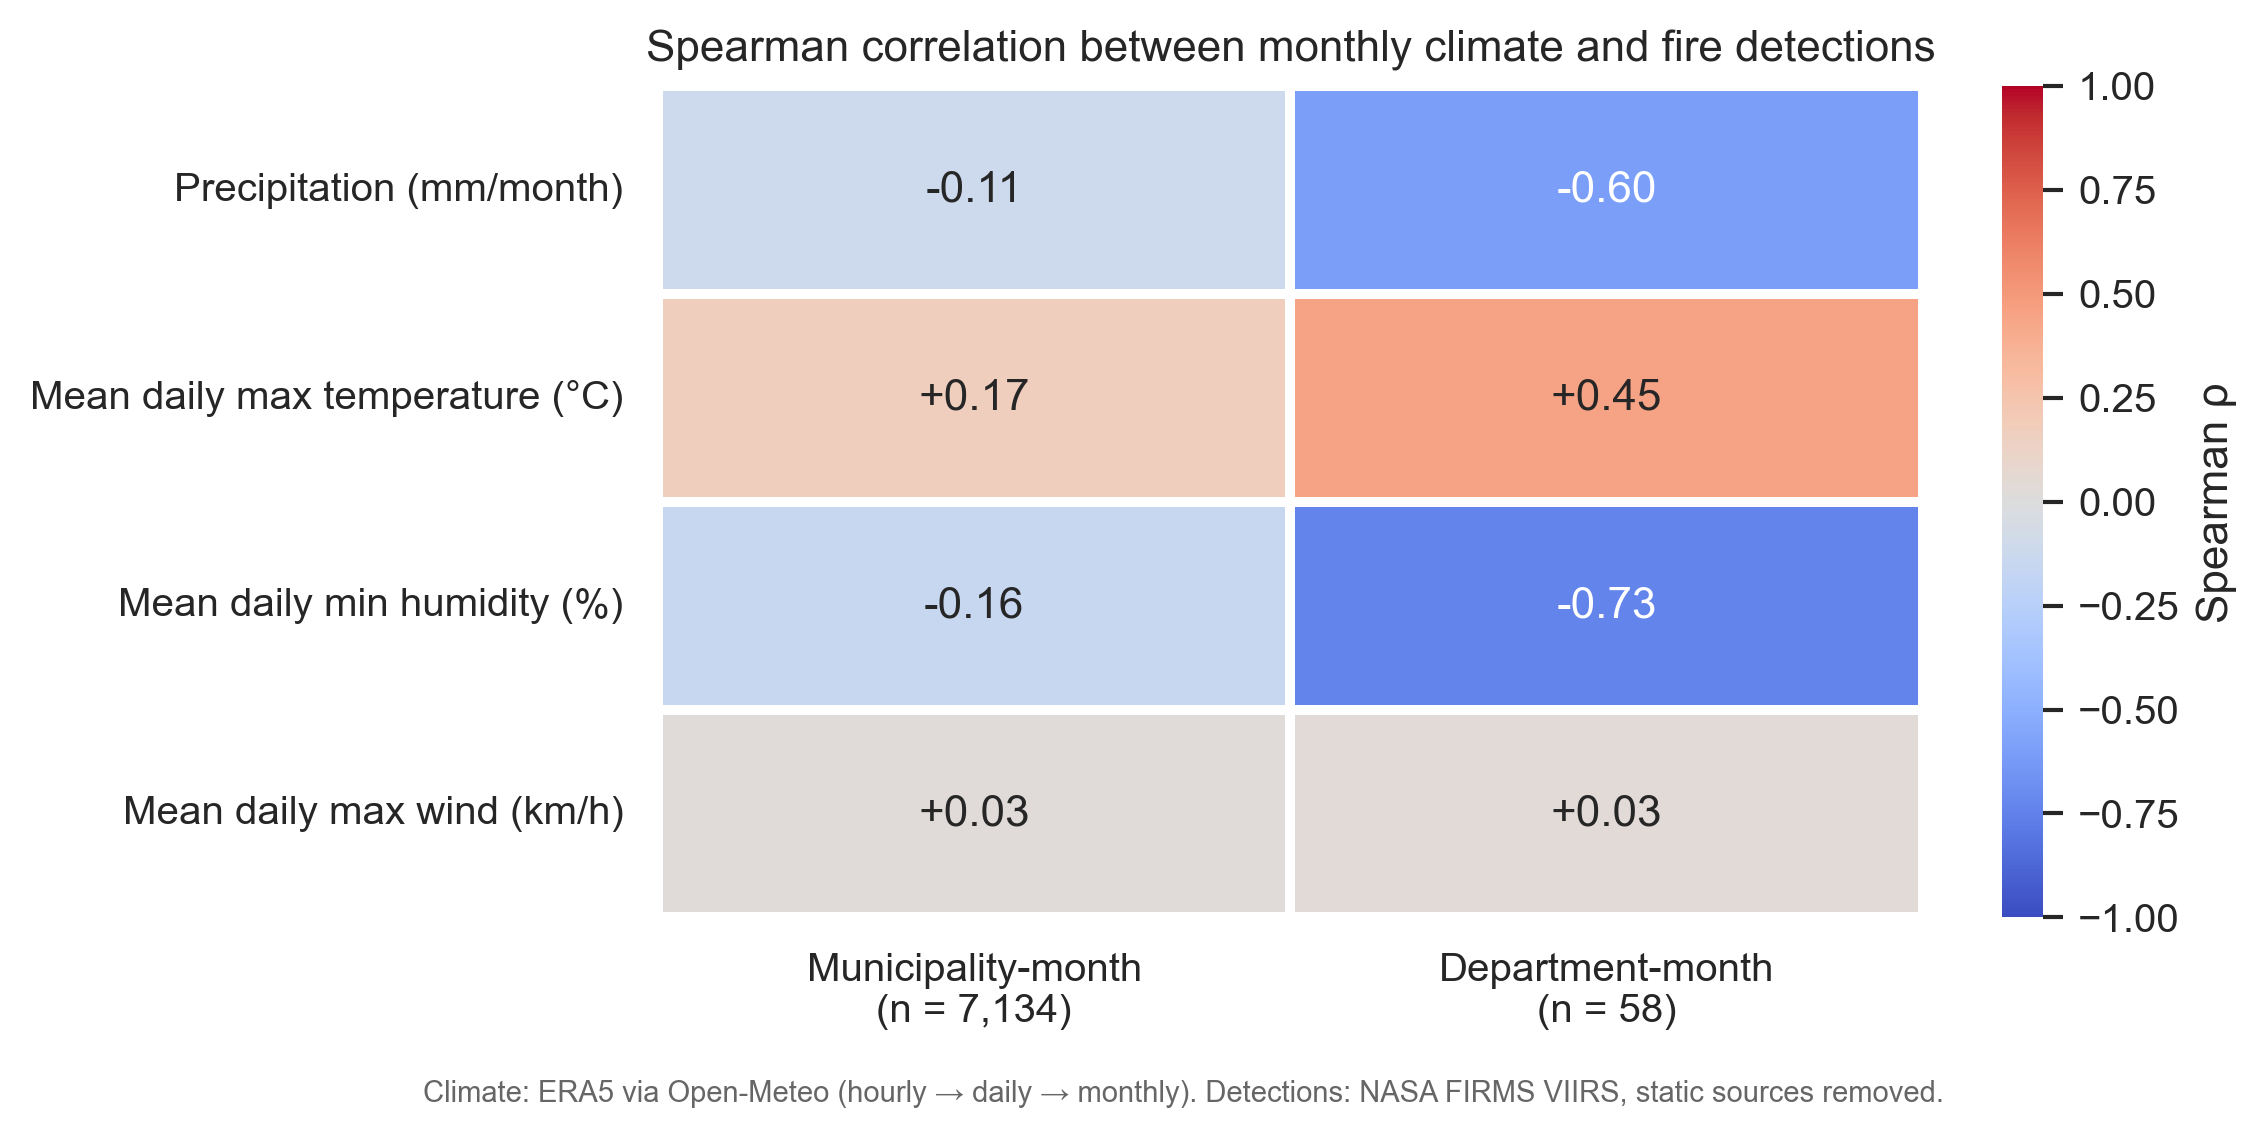 Spearman correlation between monthly climate and fire detections
Precipitation (mm/month)
-0.11
-0.60
Mean daily max temperature (°C)
+0.17
+0.45
Mean daily min humidity (%)
-0.16
-0.73
Mean daily max wind (km/h)
+0.03
+0.03
Municipality-month
(n = 7,134)
Department-month
(n = 58)
1.00
0.75
0.50
0.25
0.00
−0.25
−0.50
−0.75
−1.00
Spearman ρ
Climate: ERA5 via Open-Meteo (hourly → daily → monthly). Detections: NASA FIRMS VIIRS, static sources removed.